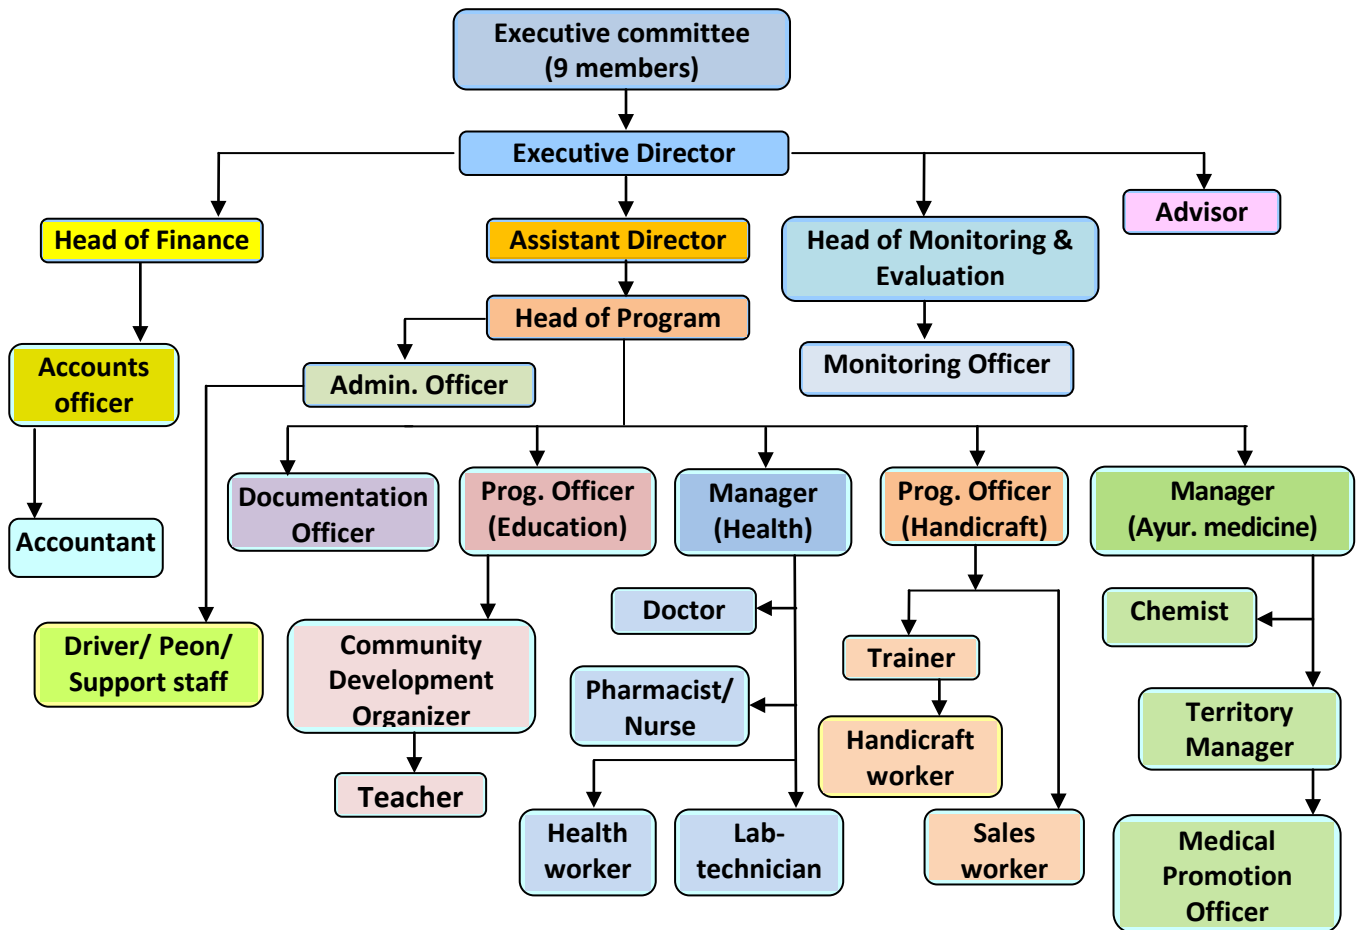 Executive committee
(9 members)
Executive Director
Advisor
Head of Finance
Assistant Director
Head of Monitoring &
Evaluation
Head of Program
Accounts
officer
Admin. Officer
Monitoring Officer
Documentation
Officer
Prog. Officer
(Education)
Manager
(Health)
Prog. Officer
(Handicraft)
Manager
(Ayur. medicine)
Accountant
Doctor
Chemist
Driver/ Peon/
Support staff
Community
Development
Organizer
Trainer
Pharmacist/
Nurse
Territory
Manager
Handicraft
worker
Teacher
Health
worker
Lab-
technician
Sales
worker
Medical
Promotion
Officer